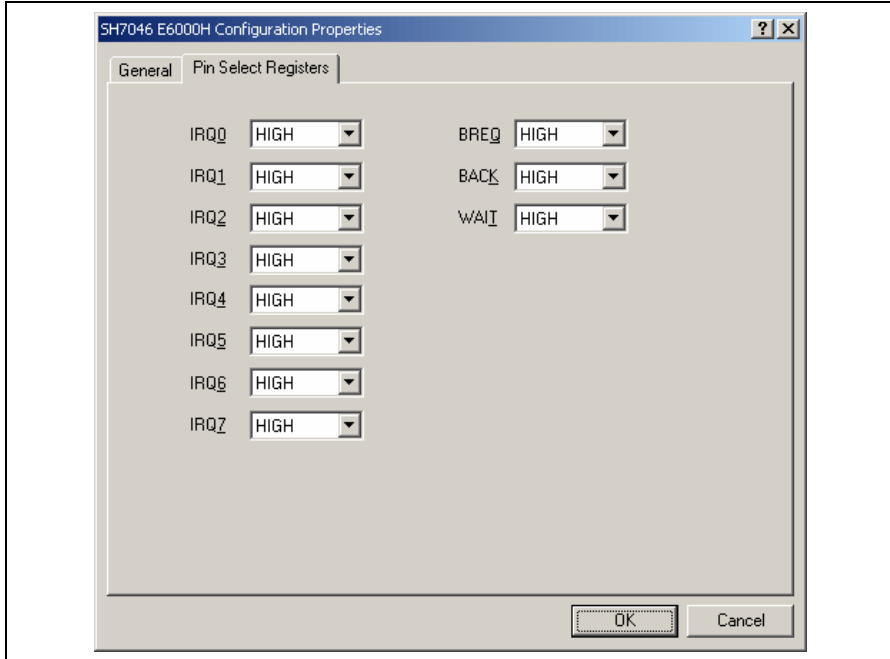 SH7046 E6000H Configuration Properties
General Pin Select Registers
IRQ0 HIGH BREQ HIGH
IRQ1 HIGH BACK HIGH
IRQ2 HIGH WAIT HIGH
IRQ3 HIGH
IRQ4 HIGH
IRQ5 HIGH
IRQ6 HIGH
IRQ7 HIGH
OK Cancel